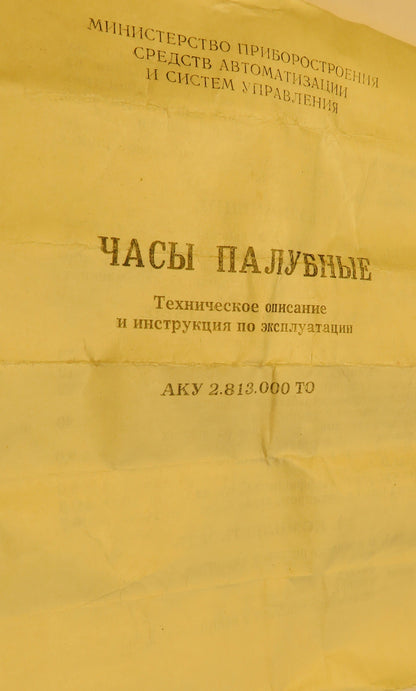 МИНИСТЕРСТВО ПРИБОРОСТРОЕНИЯ
СРЕДСТВ АВТОМАТИЗАЦИИ
И СИСТЕМ УПРАВЛЕНИЯ
ЧАСЫ ПАЛУБНЫЕ
Техническое описание
и инструкция по эксплуатации
АКУ 2.813.000 ТО